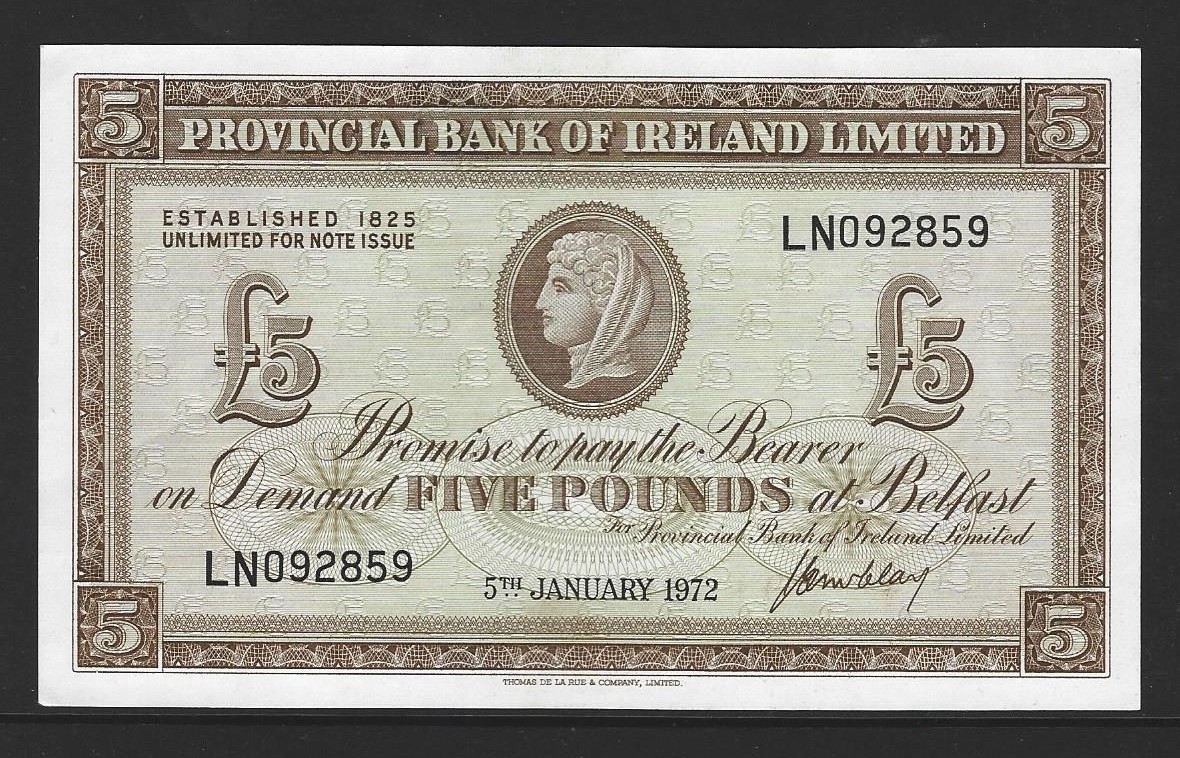 5 5
PROVINCIAL BANK OF IRELAND LIMITED
ESTABLISHED 1825
UNLIMITED FOR NOTE ISSUE
LN092859
£5 £5
I Promise to pay the Bearer
on Demand FIVE POUNDS at Belfast
For Provincial Bank of Ireland Limited
LN092859
5TH JANUARY 1972
5 5
THOMAS DE LA RUE & COMPANY, LIMITED.